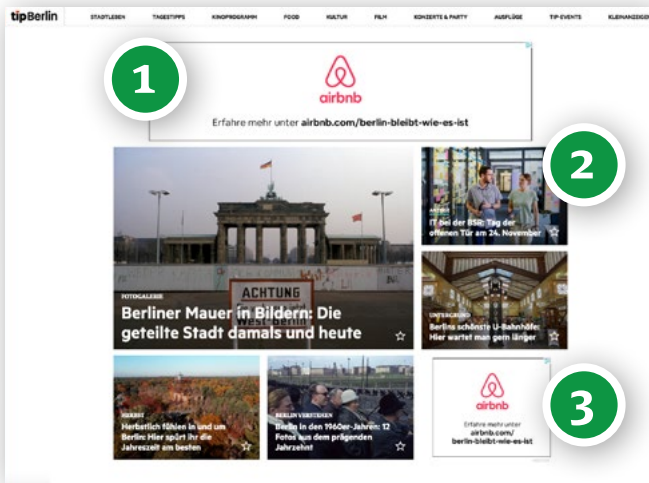 tipBerlin
STADTLEBEN TAGESTIPPS KINOPROGRAMM FOOD KULTUR FILM KONZERTE & PARTY AUSFLÜGE TIP-EVENTS KLEINANZEIGEN
1
airbnb
Erfahre mehr unter airbnb.com/berlin-bleibt-wie-es-ist
2
IT bei der BSR: Tag der
offenen Tür am 24. November
ACHTUNG
West-Berlin
FOTOGALERIE
Berliner Mauer in Bildern: Die
geteilte Stadt damals und heute
UNTERGRUND
Berlins schönste U-Bahnhöfe:
Hier wartet man gern länger
HERBST
Herbstlich fühlen in und um
Berlin: Hier spürt ihr die
Jahreszeit am besten
BERLIN VERSTEHEN
Berlin in den 1960er-Jahren: 12
Fotos aus dem prägenden
Jahrzehnt
airbnb
Erfahre mehr unter
airbnb.com/
berlin-bleibt-wie-es-ist
3